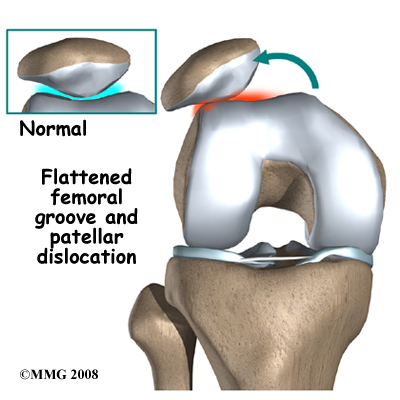 Normal
Flattened
femoral
groove and
patellar
dislocation
©MMG 2008